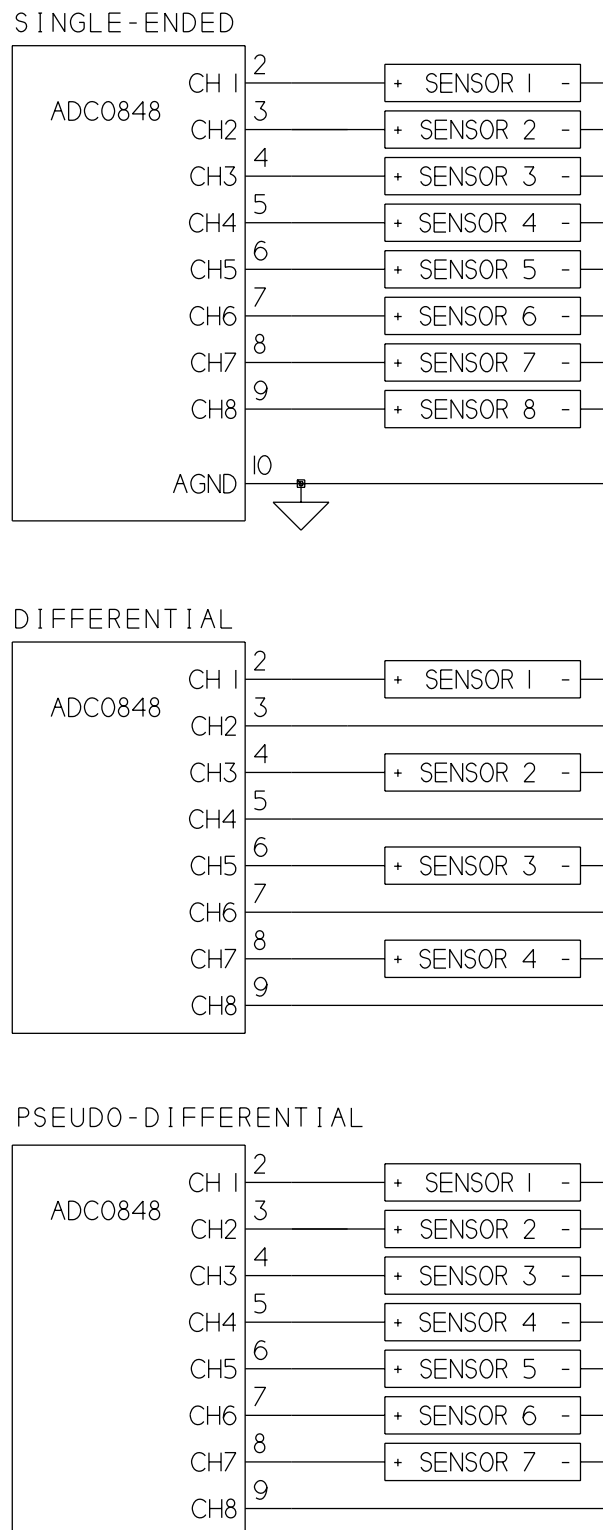 SINGLE-ENDED
2
CH1 + SENSOR 1 -
ADC0848
3
CH2 + SENSOR 2 -
4
CH3 + SENSOR 3 -
5
CH4 + SENSOR 4 -
6
CH5 + SENSOR 5 -
7
CH6 + SENSOR 6 -
8
CH7 + SENSOR 7 -
9
CH8 + SENSOR 8 -
10
AGND
DIFFERENTIAL
2
CH1 + SENSOR 1 -
ADC0848
3
CH2
4
CH3 + SENSOR 2 -
5
CH4
6
CH5 + SENSOR 3 -
7
CH6
8
CH7 + SENSOR 4 -
9
CH8
PSEUDO-DIFFERENTIAL
2
CH1 + SENSOR 1 -
ADC0848
3
CH2 + SENSOR 2 -
4
CH3 + SENSOR 3 -
5
CH4 + SENSOR 4 -
6
CH5 + SENSOR 5 -
7
CH6 + SENSOR 6 -
8
CH7 + SENSOR 7 -
9
CH8